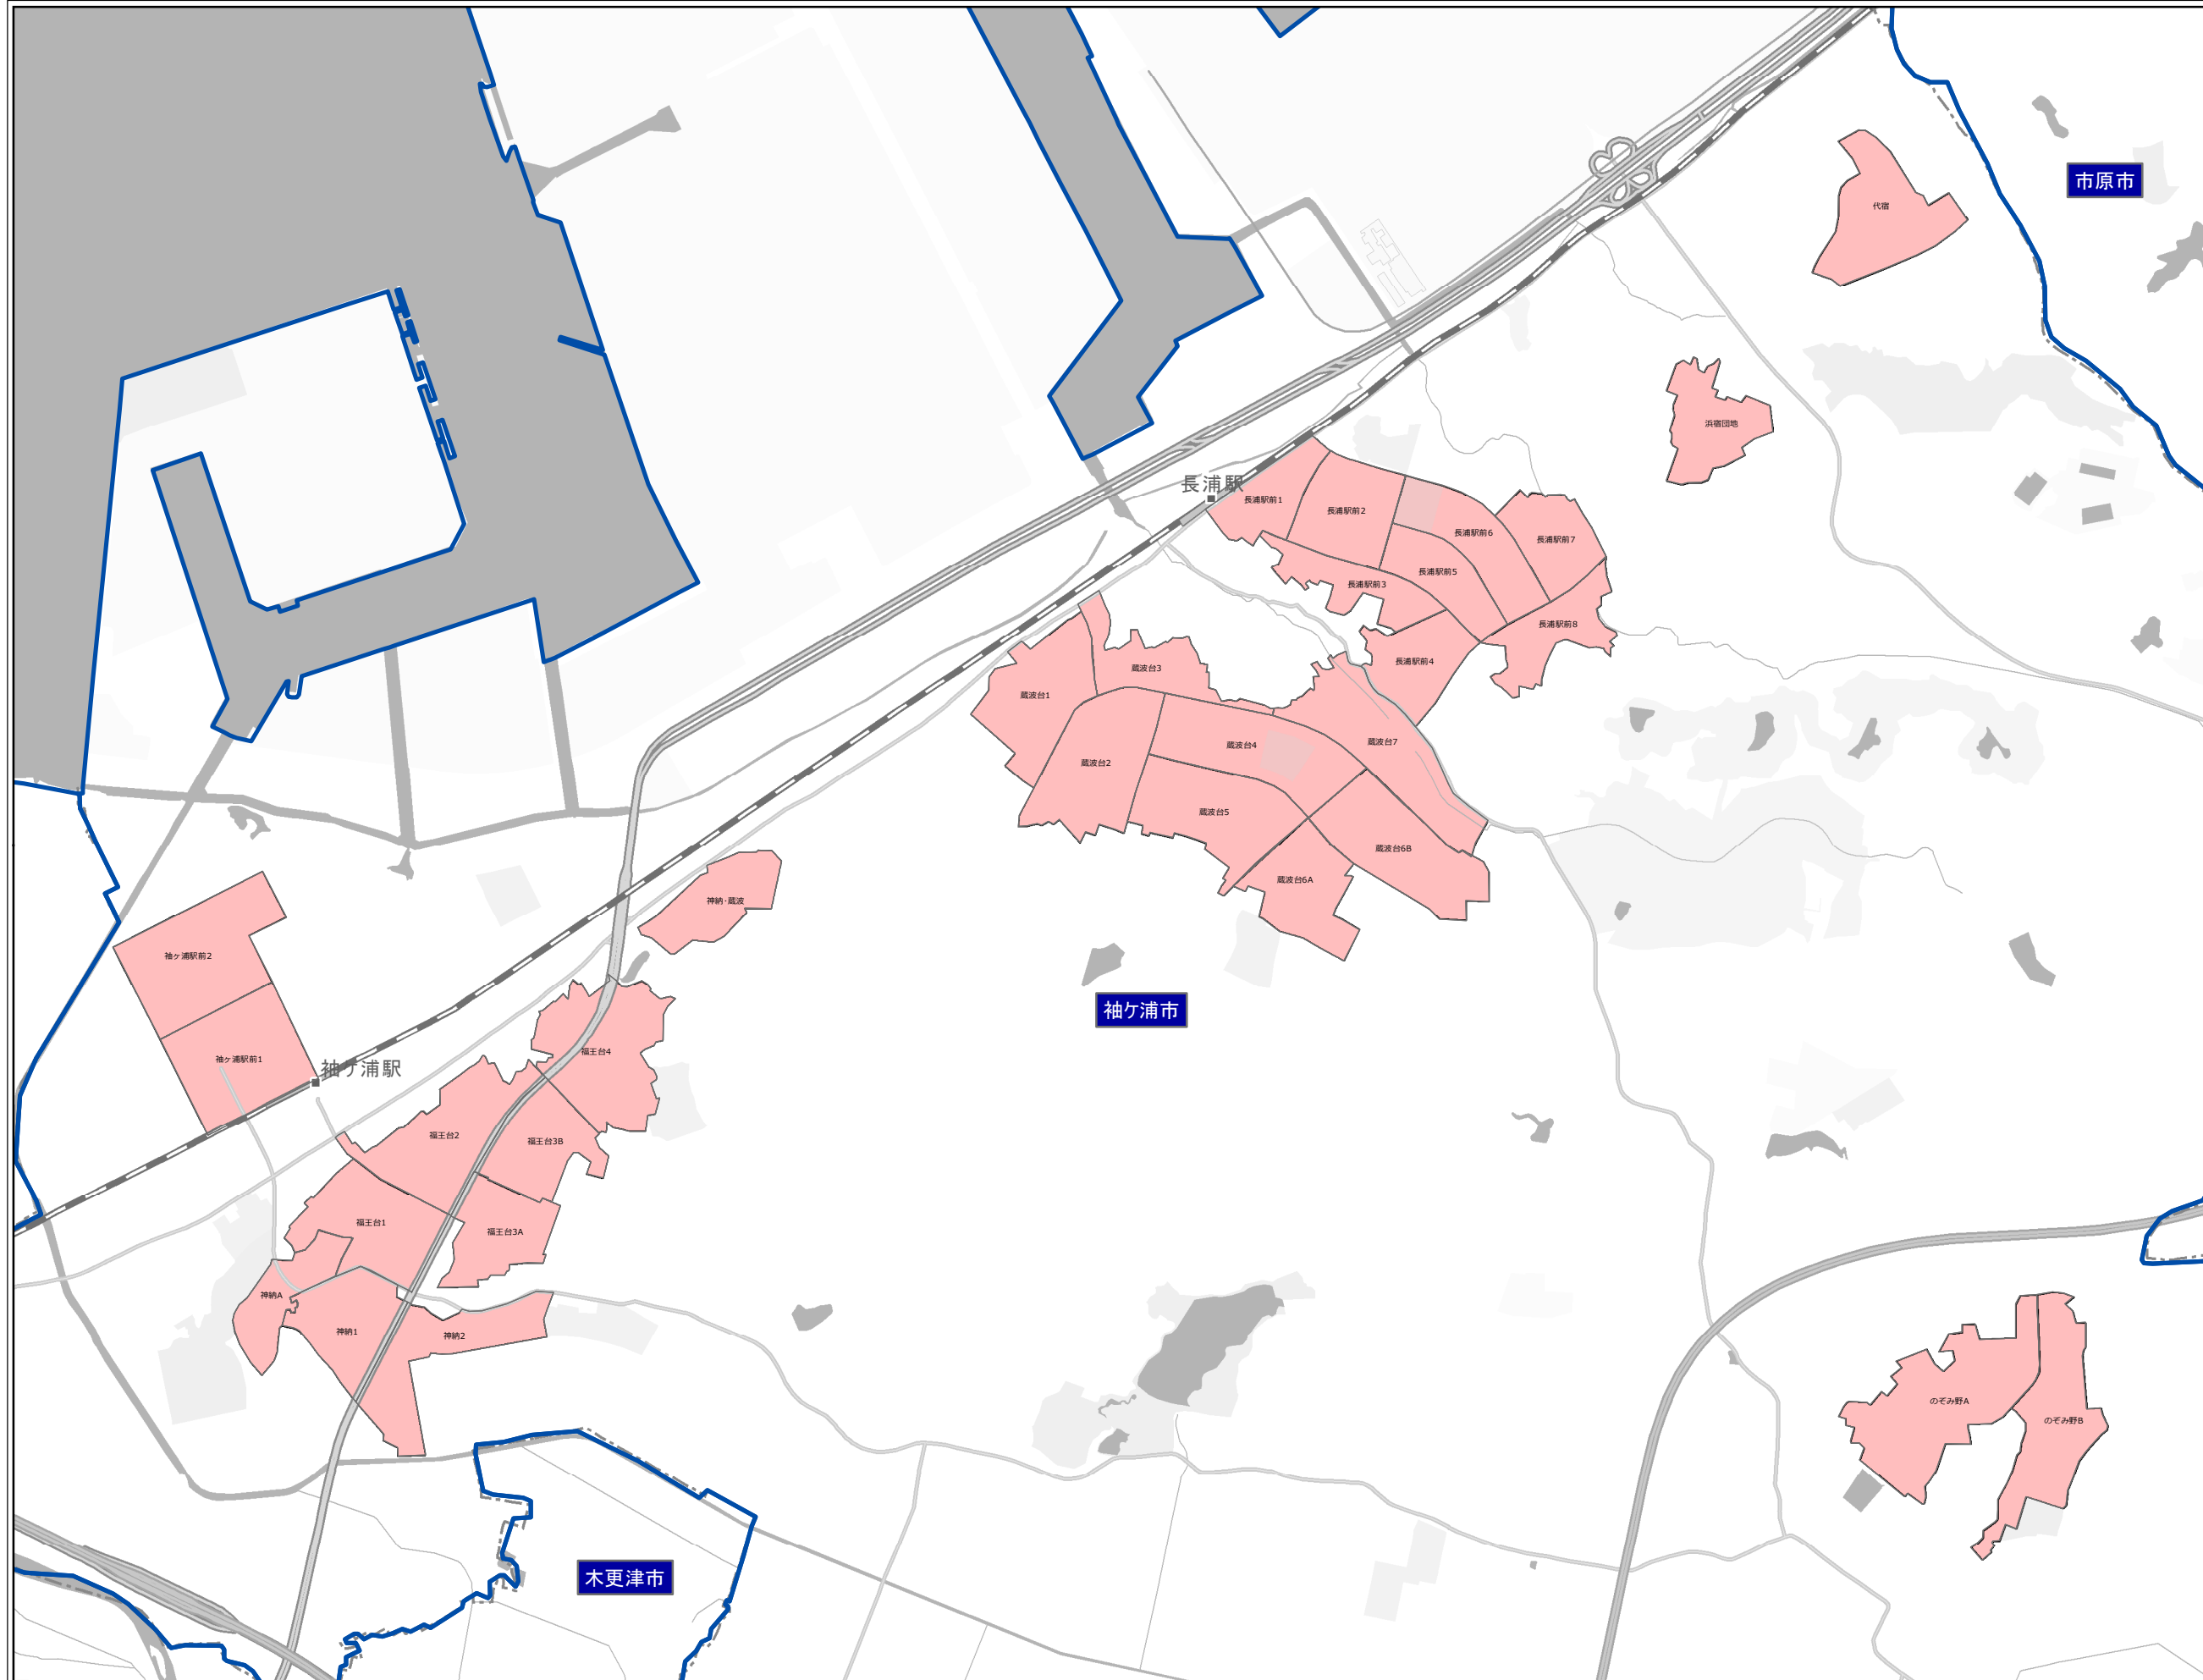 市原市
代宿
浜宿団地
長浦駅
長浦駅前1
長浦駅前2
長浦駅前6
長浦駅前7
長浦駅前5
長浦駅前3
長浦駅前8
長浦駅前4
蔵波台3
蔵波台1
蔵波台7
蔵波台4
蔵波台2
蔵波台5
蔵波台6B
蔵波台6A
神納・蔵波
袖ヶ浦駅前2
袖ケ浦市
袖ヶ浦駅前1
袖ケ浦駅
福王台4
福王台2
福王台3B
福王台1
福王台3A
神納A
神納1
神納2
のぞみ野A
のぞみ野B
木更津市